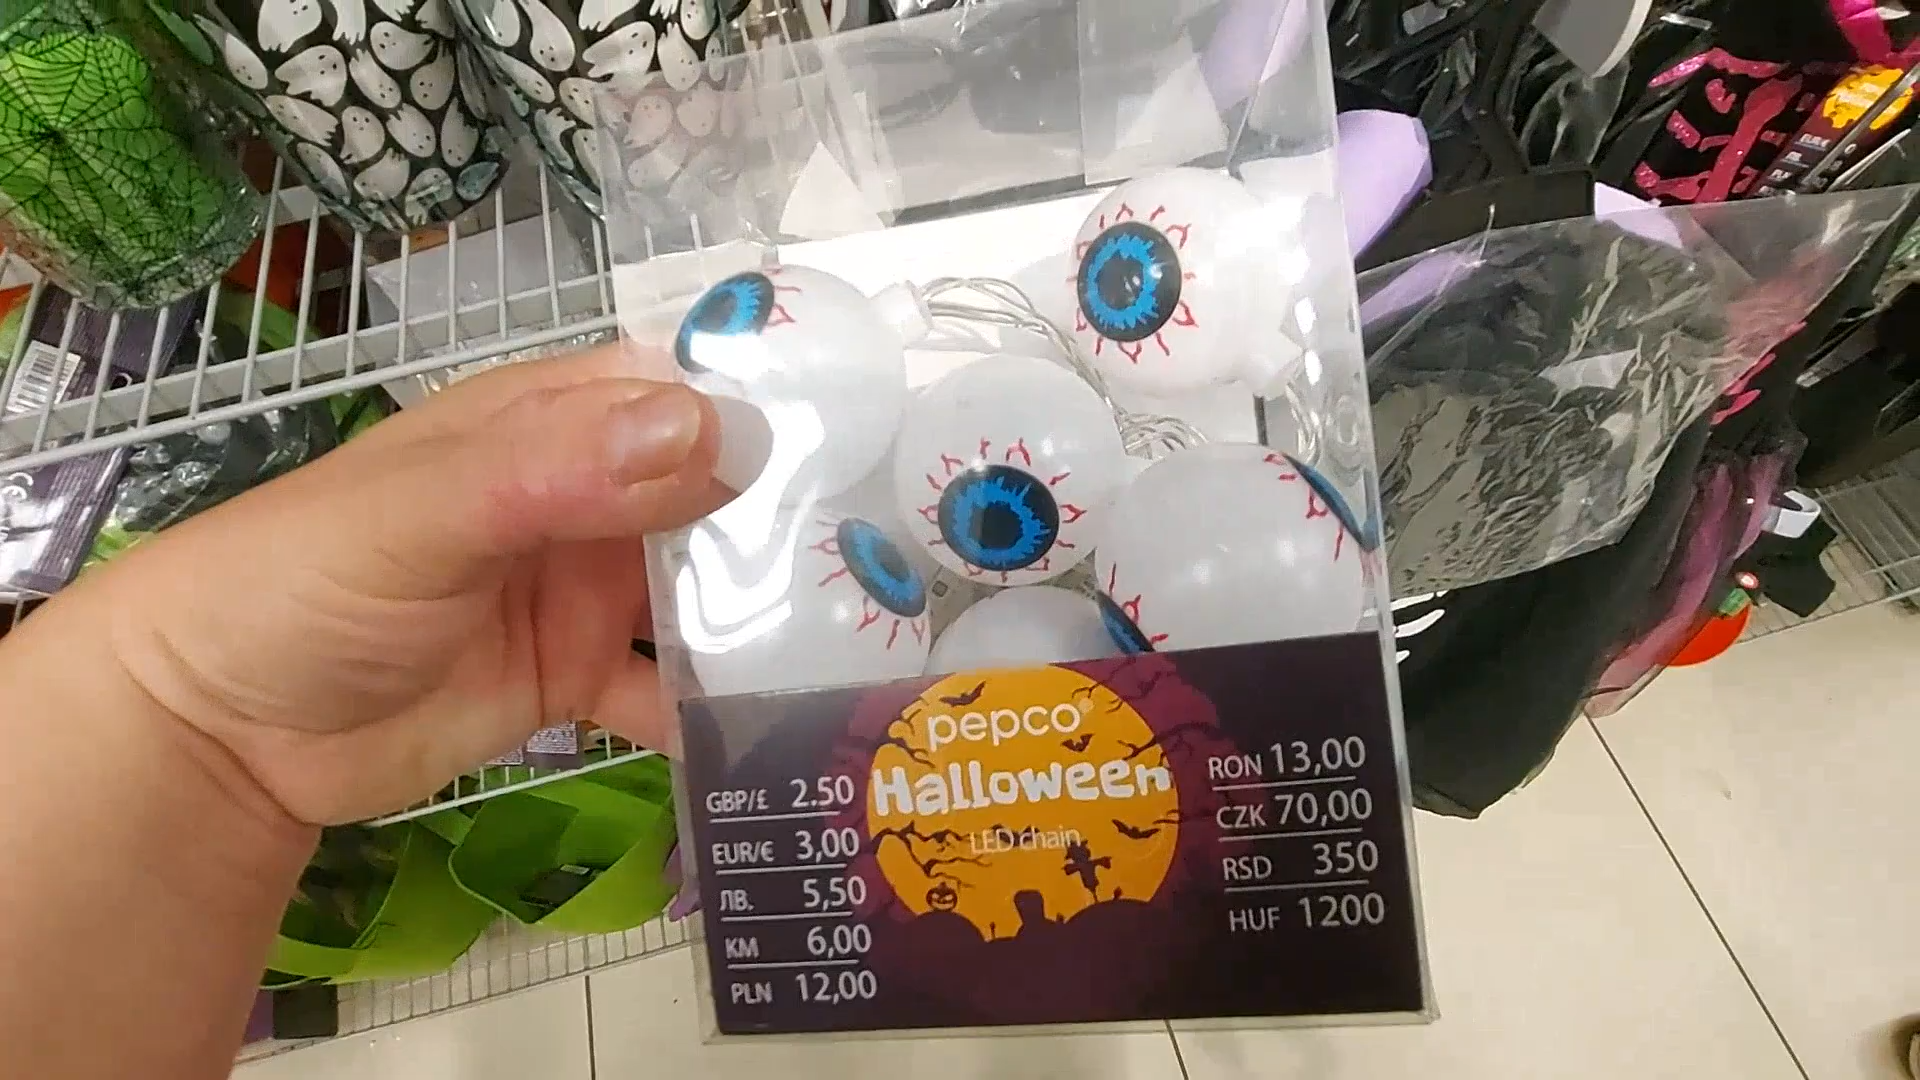 pepco®
Halloween
LED chain
GBP/£ 2.50
EUR/€ 3,00
ЛВ. 5,50
KM 6,00
PLN 12,00
RON 13,00
CZK 70,00
RSD 350
HUF 1200